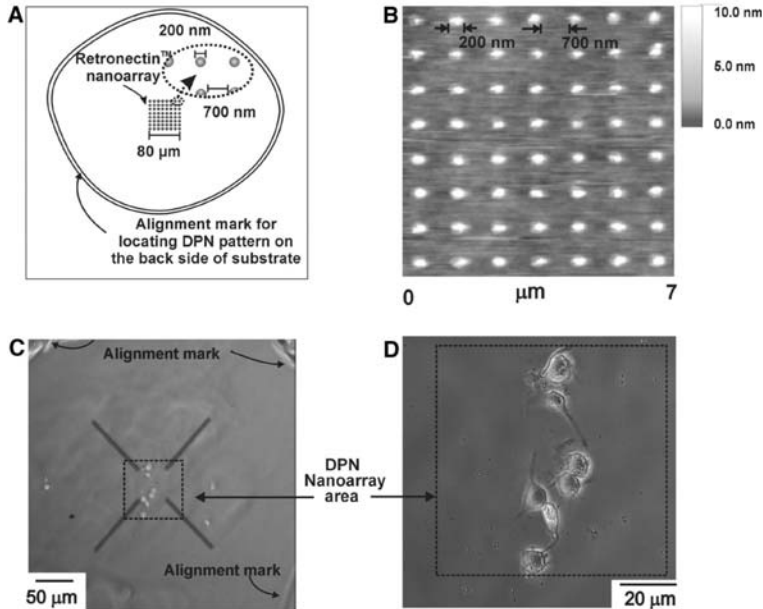 A
200 nm
Retronectin™
nanoarray
700 nm
80 µm
Alignment mark for
locating DPN pattern on
the back side of substrate
B
200 nm
700 nm
10.0 nm
5.0 nm
0.0 nm
0
µm
7
C
Alignment mark
Alignment mark
50 µm
DPN
Nanoarray
area
D
20 µm